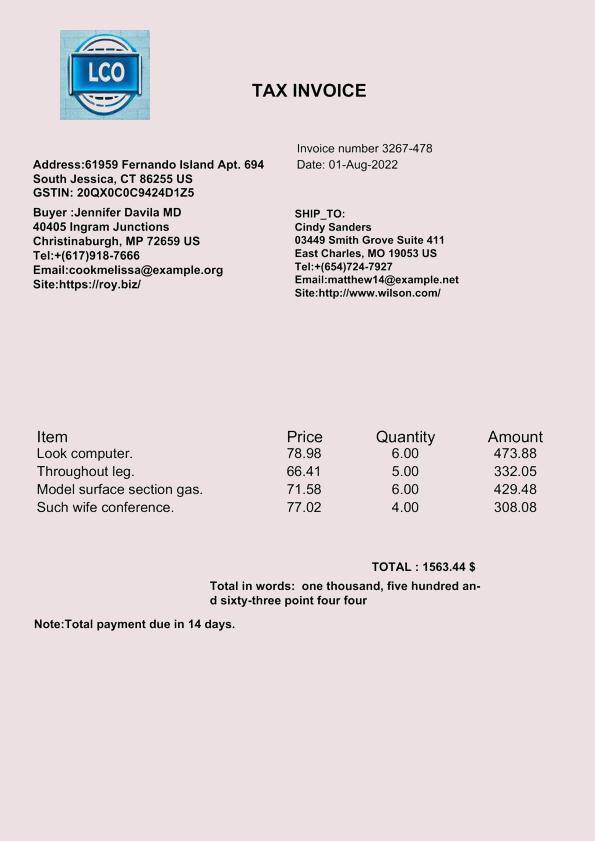 LCO
TAX INVOICE
Invoice number 3267-478
Date: 01-Aug-2022
Address:61959 Fernando Island Apt. 694
South Jessica, CT 86255 US
GSTIN: 20QX0C0C9424D1Z5
Buyer :Jennifer Davila MD
40405 Ingram Junctions
Christinaburgh, MP 72659 US
Tel:+(617)918-7666
Email:cookmelissa@example.org
Site:https://roy.biz/
SHIP_TO:
Cindy Sanders
03449 Smith Grove Suite 411
East Charles, MO 19053 US
Tel:+(654)724-7927
Email:matthew14@example.net
Site:http://www.wilson.com/
Item Price Quantity Amount
Look computer. 78.98 6.00 473.88
Throughout leg. 66.41 5.00 332.05
Model surface section gas. 71.58 6.00 429.48
Such wife conference. 77.02 4.00 308.08
TOTAL : 1563.44 $
Total in words:  one thousand, five hundred an-
d sixty-three point four four
Note:Total payment due in 14 days.